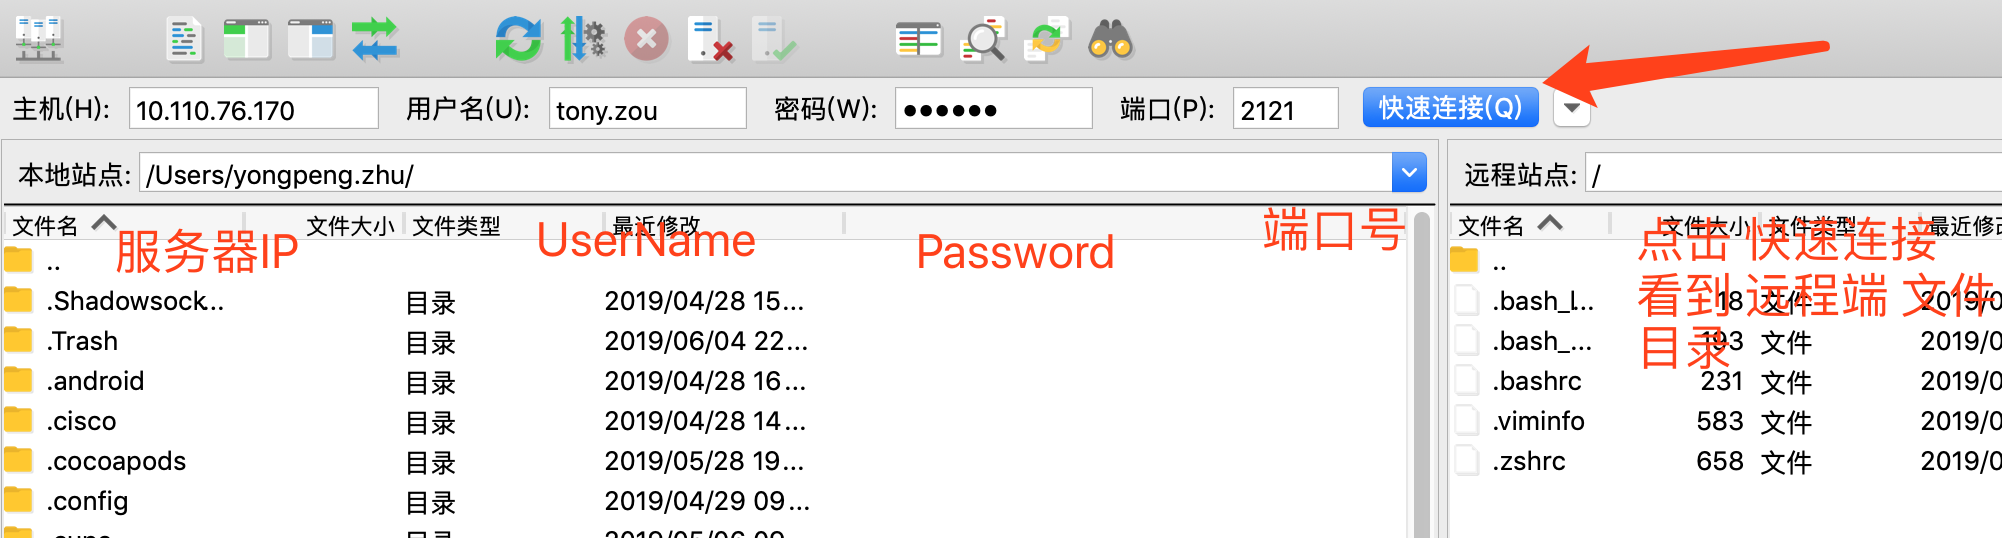 主机(H): 10.110.76.170 用户名(U): tony.zou 密码(W): ●●●●●● 端口(P): 2121 快速连接(Q)
本地站点: /Users/yongpeng.zhu/
远程站点: /
文件名 文件大小 文件类型 最近修改
服务器IP UserName Password 端口号
..
.Shadowsock... 目录 2019/04/28 15...
.Trash 目录 2019/06/04 22...
.android 目录 2019/04/28 16...
.cisco 目录 2019/04/28 14...
.cocoapods 目录 2019/05/28 19...
.config 目录 2019/04/29 09...
文件名 文件大小 文件类型 最近修改
点击 快速连接
看到 远程端 文件
目录
..
.bash_l... 18 文件 2019/0
.bash_... 193 文件 2019/0
.bashrc 231 文件 2019/0
.viminfo 583 文件 2019/0
.zshrc 658 文件 2019/0